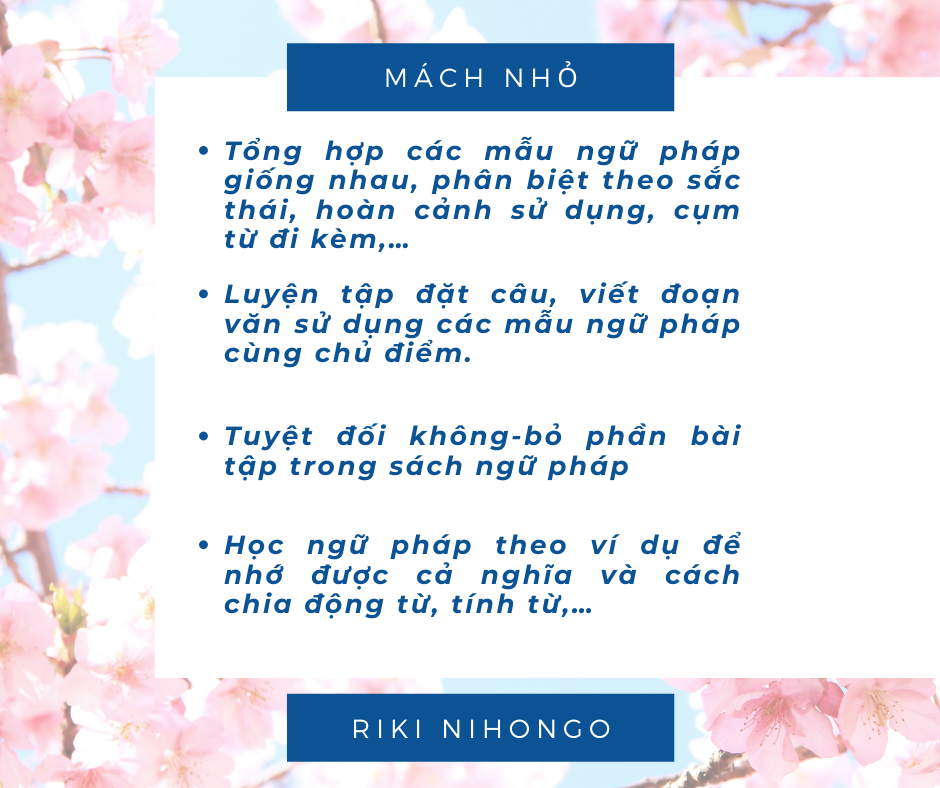 MÁCH NHỎ
• Tổng hợp các mẫu ngữ pháp
giống nhau, phân biệt theo sắc
thái, hoàn cảnh sử dụng, cụm
từ đi kèm,...
• Luyện tập đặt câu, viết đoạn
văn sử dụng các mẫu ngữ pháp
cùng chủ điểm.
• Tuyệt đối không-bỏ phần bài
tập trong sách ngữ pháp
• Học ngữ pháp theo ví dụ để
nhớ được cả nghĩa và cách
chia động từ, tính từ,...
RIKI NIHONGO